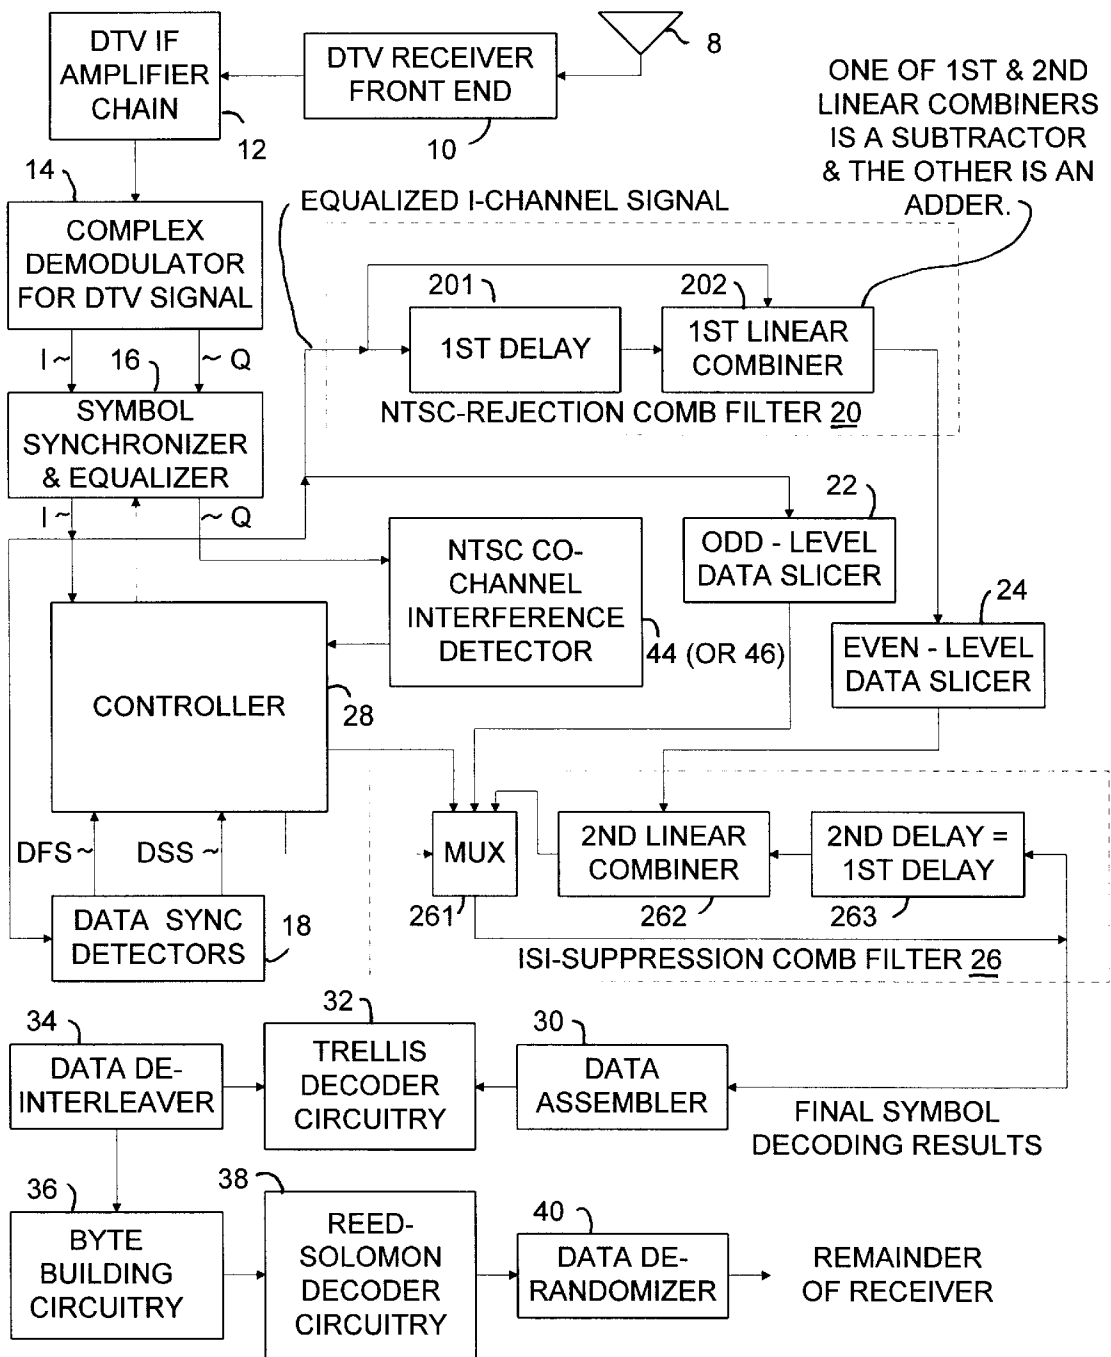 DTV IF
AMPLIFIER
CHAIN
12
DTV RECEIVER
FRONT END
10
8
ONE OF 1ST & 2ND
LINEAR COMBINERS
IS A SUBTRACTOR
& THE OTHER IS AN
ADDER.
14
COMPLEX
DEMODULATOR
FOR DTV SIGNAL
EQUALIZED I-CHANNEL SIGNAL
201
1ST DELAY
202
1ST LINEAR
COMBINER
NTSC-REJECTION COMB FILTER 20
I
Q
16
SYMBOL
SYNCHRONIZER
& EQUALIZER
I
Q
22
ODD - LEVEL
DATA SLICER
NTSC CO-
CHANNEL
INTERFERENCE
DETECTOR
44 (OR 46)
24
EVEN - LEVEL
DATA SLICER
CONTROLLER
28
DFS
DSS
MUX
261
2ND LINEAR
COMBINER
262
2ND DELAY =
1ST DELAY
263
ISI-SUPPRESSION COMB FILTER 26
DATA SYNC
DETECTORS
18
34
DATA DE-
INTERLEAVER
32
TRELLIS
DECODER
CIRCUITRY
30
DATA
ASSEMBLER
FINAL SYMBOL
DECODING RESULTS
36
BYTE
BUILDING
CIRCUITRY
38
REED-
SOLOMON
DECODER
CIRCUITRY
40
DATA DE-
RANDOMIZER
REMAINDER
OF RECEIVER